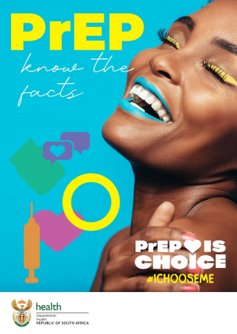 PrEP
know the
facts
PrEP IS
CHOICE
#ICHOOSEME
health
Department:
Health
REPUBLIC OF SOUTH AFRICA